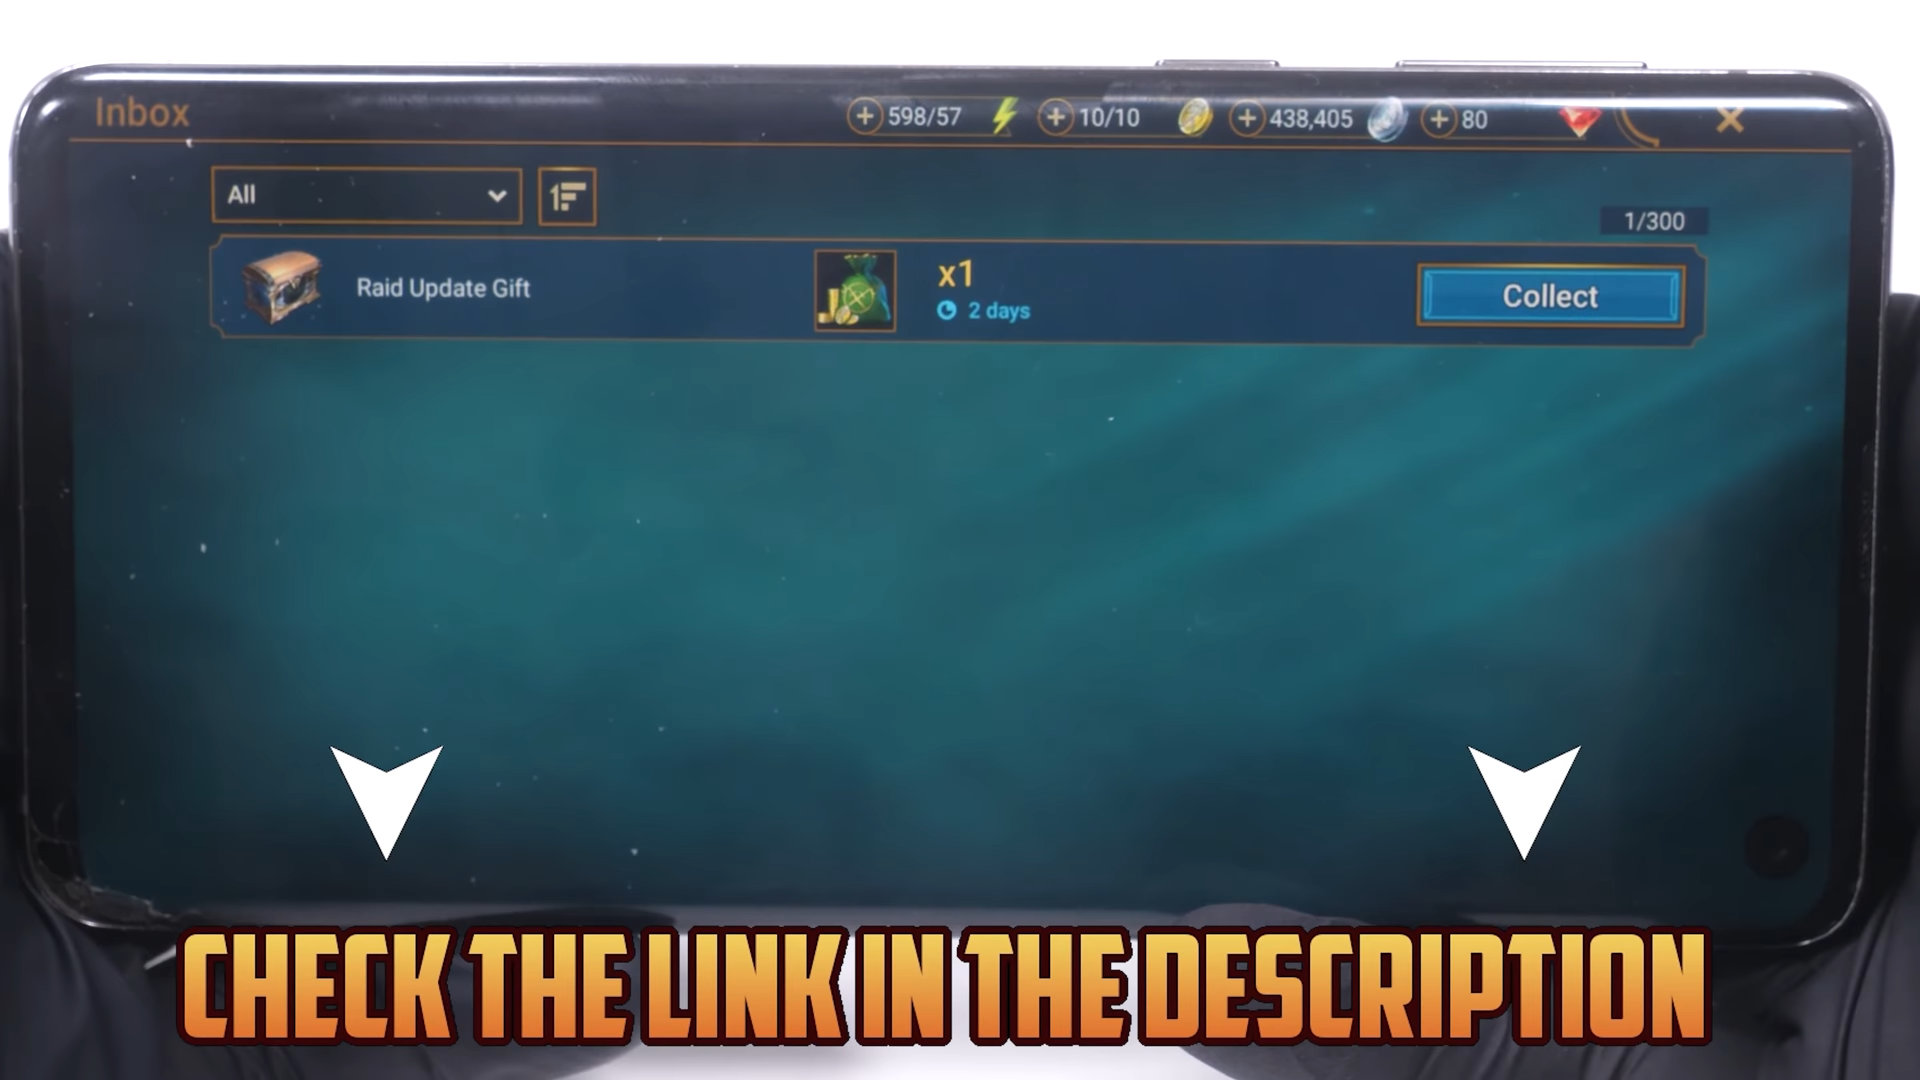 Inbox
598/57
10/10
438,405
80
All
1/300
Raid Update Gift
x1
2 days
Collect
CHECK THE LINK IN THE DESCRIPTION